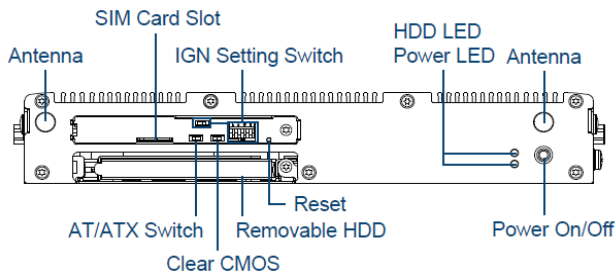 SIM Card Slot
HDD LED
Antenna
IGN Setting Switch
Power LED
Antenna
Reset
AT/ATX Switch
Removable HDD
Power On/Off
Clear CMOS